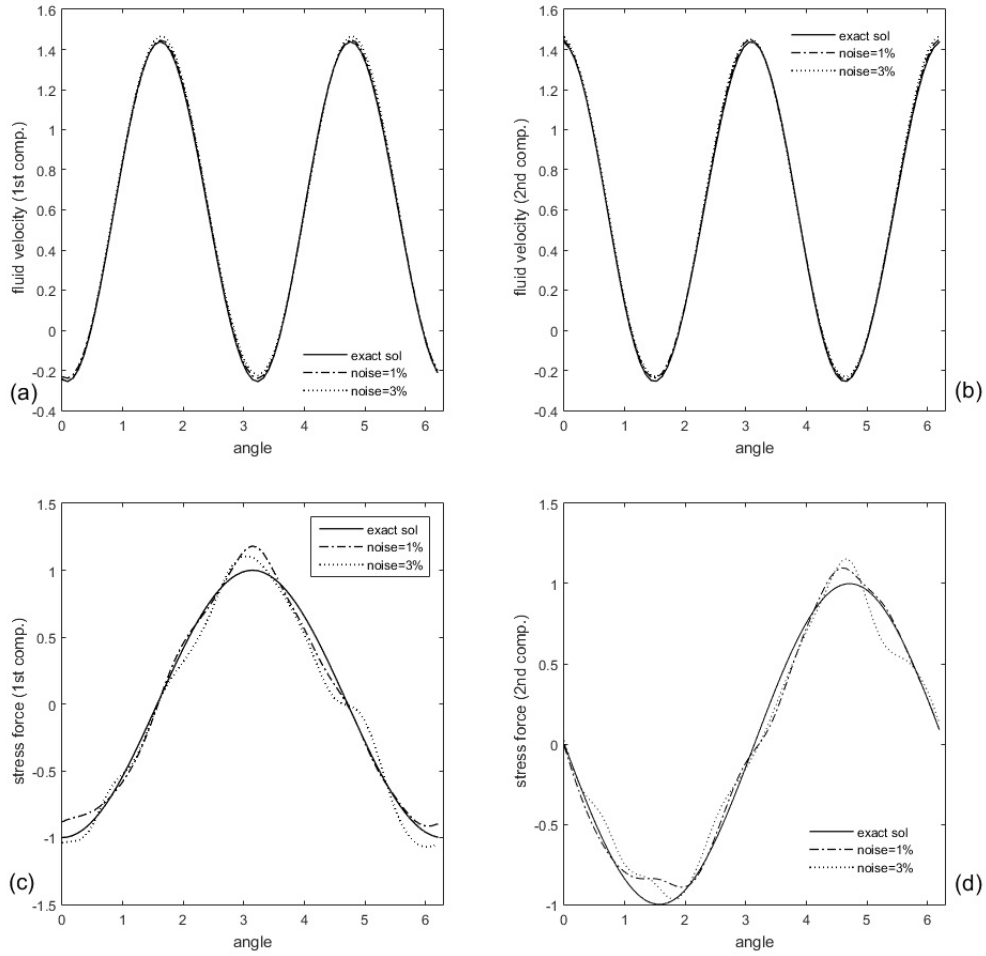 1.6
1.4
1.2
1
0.8
0.6
0.4
0.2
0
-0.2
-0.4
fluid velocity (1st comp.)
exact sol
noise=1%
noise=3%
0 1 2 3 4 5 6
angle
(a)
1.6
1.4
1.2
1
0.8
0.6
0.4
0.2
0
-0.2
-0.4
fluid velocity (2nd comp.)
exact sol
noise=1%
noise=3%
0 1 2 3 4 5 6
angle
(b)
1.5
1
0.5
0
-0.5
-1
-1.5
stress force (1st comp.)
exact sol
noise=1%
noise=3%
0 1 2 3 4 5 6
angle
(c)
1.5
1
0.5
0
-0.5
-1
stress force (2nd comp.)
exact sol
noise=1%
noise=3%
0 1 2 3 4 5 6
angle
(d)